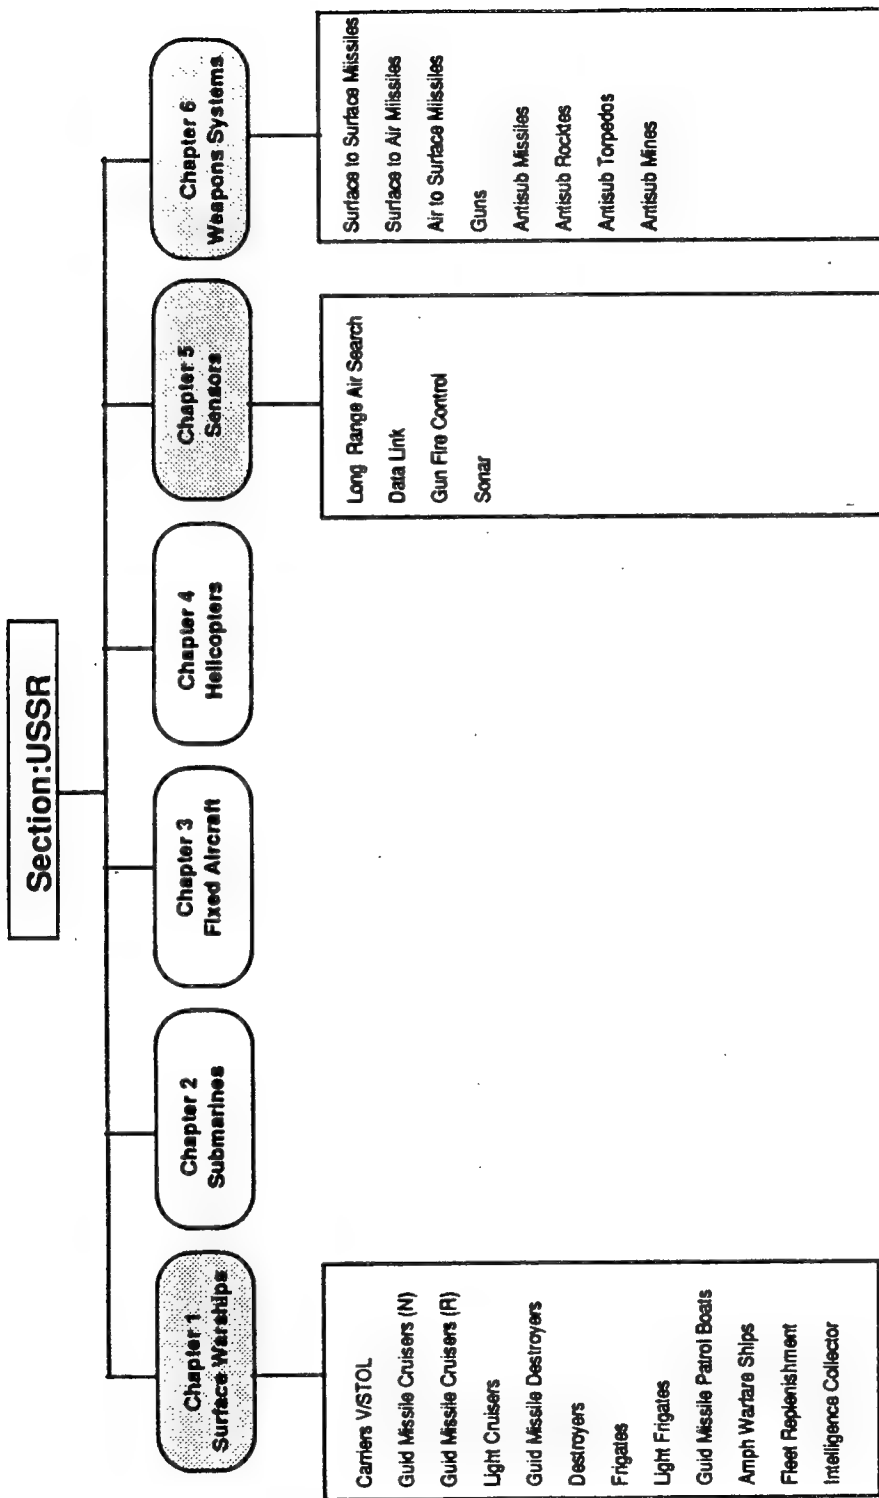 Section:USSR
Chapter 1
Surface Warships
Chapter 2
Submarines
Chapter 3
Fixed Aircraft
Chapter 4
Helicopters
Chapter 5
Sensors
Chapter 6
Weapons Systems
Carriers V/STOL
Guid Missile Cruisers (N)
Guid Missile Cruisers (R)
Light Cruisers
Guid Missile Destroyers
Destroyers
Frigates
Light Frigates
Guid Missile Patrol Boats
Amph Warfare Ships
Fleet Replenishment
Intelligence Collector
Long Range Air Search
Data Link
Gun Fire Control
Sonar
Surface to Surface Miissiles
Surface to Air Miissiles
Air to Surface Miissiles
Guns
Antisub Missiles
Antisub Rocktes
Antisub Torpedos
Antisub Mines